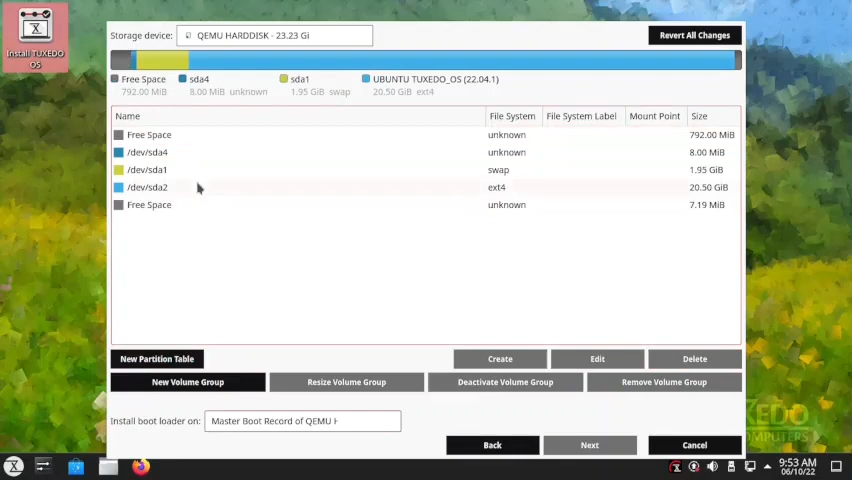 Install TUXEDO
OS
Storage device:
QEMU HARDDISK - 23.23 Gi
Revert All Changes
Free Space
sda4
sda1
UBUNTU TUXEDO_OS (22.04.1)
792.00 MiB
8.00 MiB unknown
1.95 GiB swap
20.50 GiB ext4
Name File System File System Label Mount Point Size
Free Space unknown 792.00 MiB
/dev/sda4 unknown 8.00 MiB
/dev/sda1 swap 1.95 GiB
/dev/sda2 ext4 20.50 GiB
Free Space unknown 7.19 MiB
New Partition Table
Create
Edit
Delete
New Volume Group
Resize Volume Group
Deactivate Volume Group
Remove Volume Group
Install boot loader on:
Master Boot Record of QEMU H
Back
Next
Cancel
XEDO
COMPUTERS
9:53 AM
06/10/22